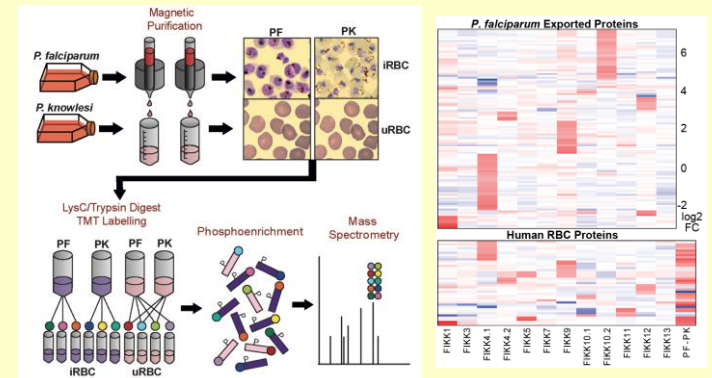 Magnetic
Purification
P. falciparum
P. knowlesi
PF PK
iRBC
uRBC
LysC/Trypsin Digest
TMT Labelling
PF PK PF PK
iRBC uRBC
Phosphoenrichment
Mass
Spectrometry
P. falciparum Exported Proteins
6
4
2
0
-2
log2
FC
Human RBC Proteins
FIKK1
FIKK3
FIKK4.1
FIKK4.2
FIKK5
FIKK7
FIKK9
FIKK10.1
FIKK10.2
FIKK11
FIKK12
FIKK13
PF-PK